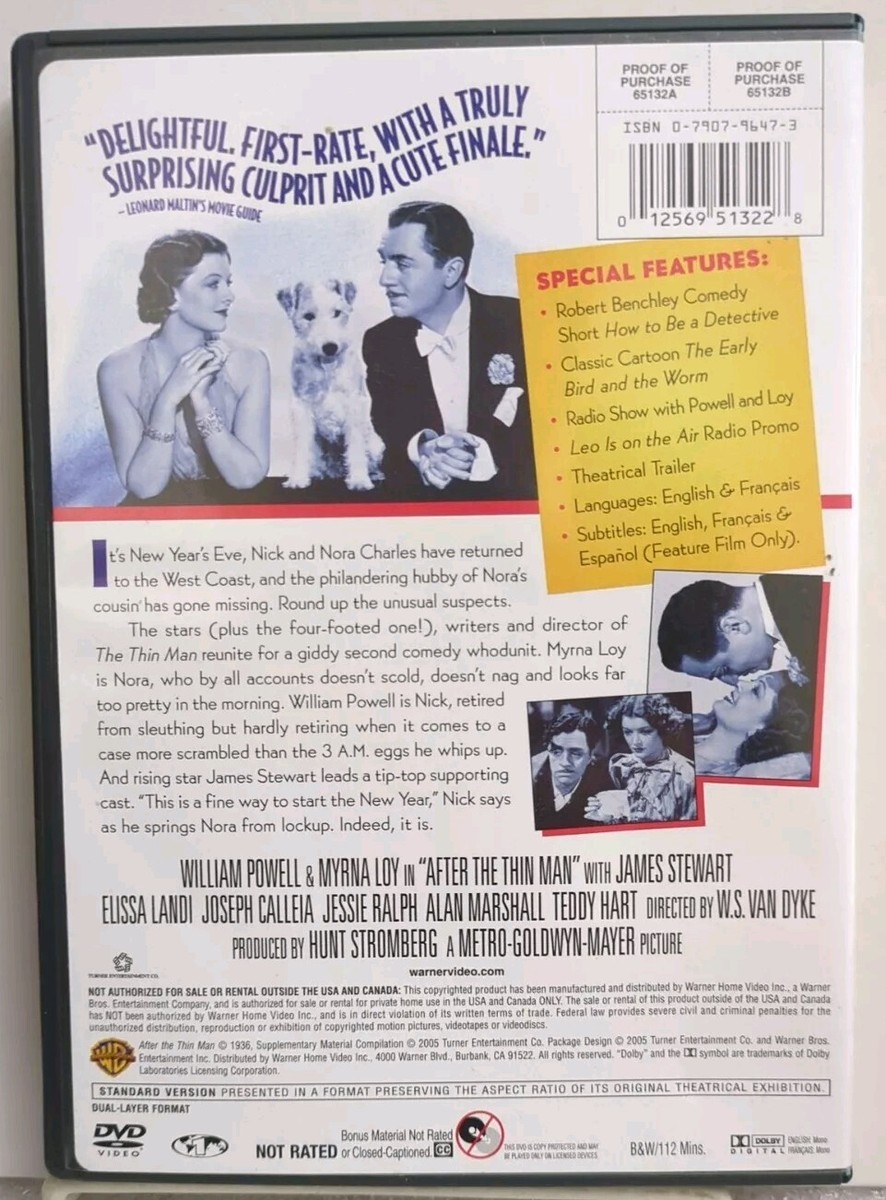 PROOF OF PURCHASE 65132A
PROOF OF PURCHASE 65132B
ISBN 0-7907-9647-3
0 12569 51322 8
"DELIGHTFUL. FIRST-RATE, WITH A TRULY
SURPRISING CULPRIT AND A CUTE FINALE."
– LEONARD MALTIN'S MOVIE GUIDE
SPECIAL FEATURES:
• Robert Benchley Comedy
Short How to Be a Detective
• Classic Cartoon The Early
Bird and the Worm
• Radio Show with Powell and Loy
• Leo Is on the Air Radio Promo
• Theatrical Trailer
• Languages: English & Français
• Subtitles: English, Français &
Español (Feature Film Only).
It's New Year's Eve, Nick and Nora Charles have returned
to the West Coast, and the philandering hubby of Nora's
cousin has gone missing. Round up the unusual suspects.
The stars (plus the four-footed one!), writers and director of
The Thin Man reunite for a giddy second comedy whodunit. Myrna Loy
is Nora, who by all accounts doesn't scold, doesn't nag and looks far
too pretty in the morning. William Powell is Nick, retired
from sleuthing but hardly retiring when it comes to a
case more scrambled than the 3 A.M. eggs he whips up.
And rising star James Stewart leads a tip-top supporting
cast. "This is a fine way to start the New Year," Nick says
as he springs Nora from lockup. Indeed, it is.
WILLIAM POWELL & MYRNA LOY IN "AFTER THE THIN MAN" WITH JAMES STEWART
ELISSA LANDI JOSEPH CALLEIA JESSIE RALPH ALAN MARSHALL TEDDY HART DIRECTED BY W.S. VAN DYKE
PRODUCED BY HUNT STROMBERG A METRO-GOLDWYN-MAYER PICTURE
TURNER ENTERTAINMENT CO.
warnervideo.com
NOT AUTHORIZED FOR SALE OR RENTAL OUTSIDE THE USA AND CANADA: This copyrighted product has been manufactured and distributed by Warner Home Video Inc., a Warner
Bros. Entertainment Company, and is authorized for sale or rental for private home use in the USA and Canada ONLY. The sale or rental of this product outside of the USA and Canada
has NOT been authorized by Warner Home Video Inc., and is in direct violation of its written terms of trade. Federal law provides severe civil and criminal penalties for the
unauthorized distribution, reproduction or exhibition of copyrighted motion pictures, videotapes or videodiscs.
After the Thin Man © 1936, Supplementary Material Compilation © 2005 Turner Entertainment Co. Package Design © 2005 Turner Entertainment Co. and Warner Bros.
Entertainment Inc. Distributed by Warner Home Video Inc., 4000 Warner Blvd., Burbank, CA 91522. All rights reserved. "Dolby" and the DD symbol are trademarks of Dolby
Laboratories Licensing Corporation.
STANDARD VERSION PRESENTED IN A FORMAT PRESERVING THE ASPECT RATIO OF ITS ORIGINAL THEATRICAL EXHIBITION.
DUAL-LAYER FORMAT
DVD VIDEO
1
NOT RATED
Bonus Material Not Rated
or Closed-Captioned. CC
THIS DVD IS COPY PROTECTED AND MAY
BE PLAYED ONLY ON LICENSED DEVICES
B&W/112 Mins.
DOLBY DIGITAL
ENGLISH: Mono
FRANÇAIS: Mono